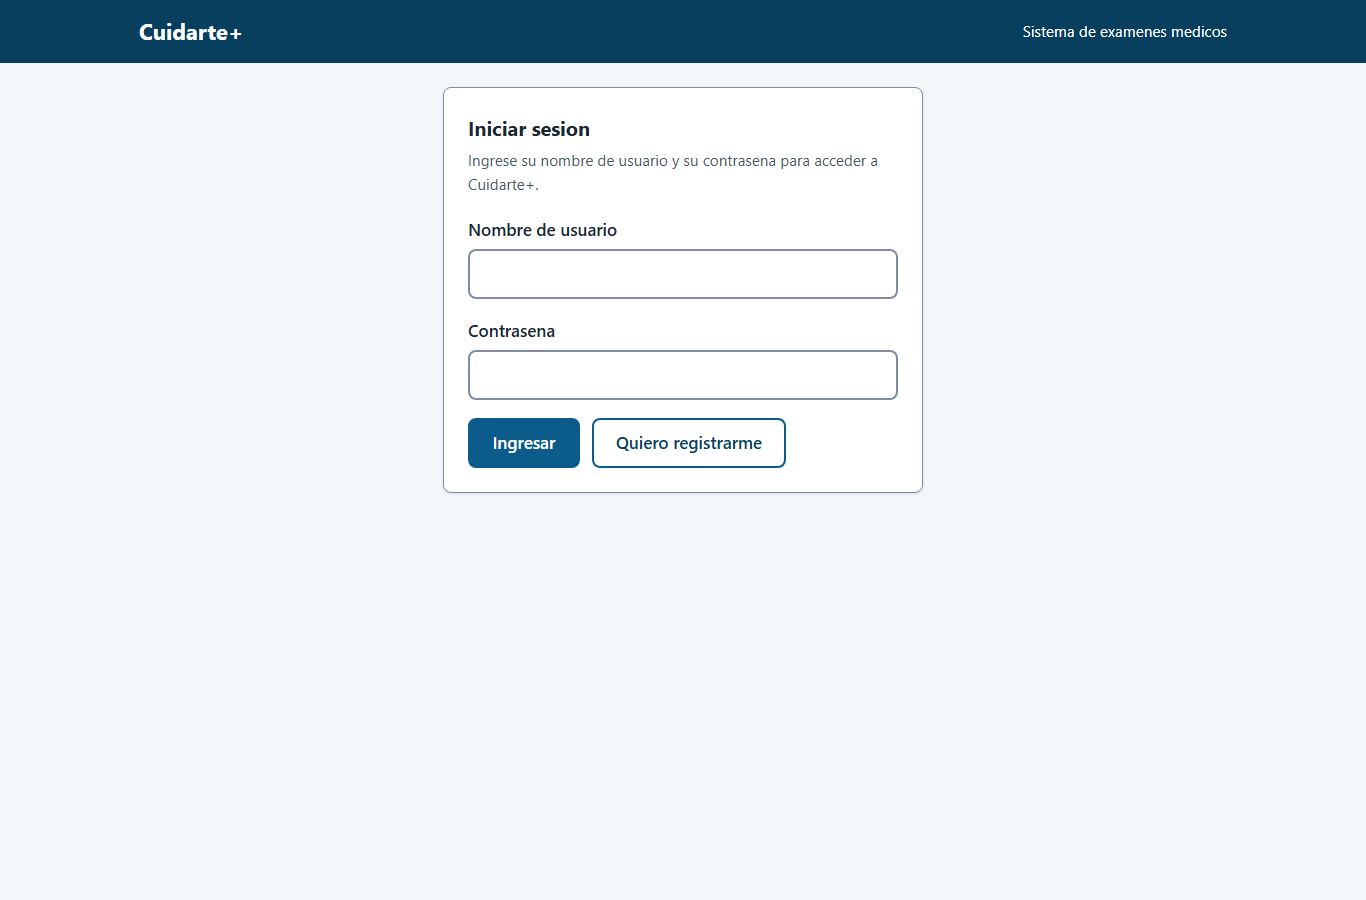 Cuidarte+
Sistema de examenes medicos
Iniciar sesion
Ingrese su nombre de usuario y su contrasena para acceder a
Cuidarte+.
Nombre de usuario
Contrasena
Ingresar
Quiero registrarme